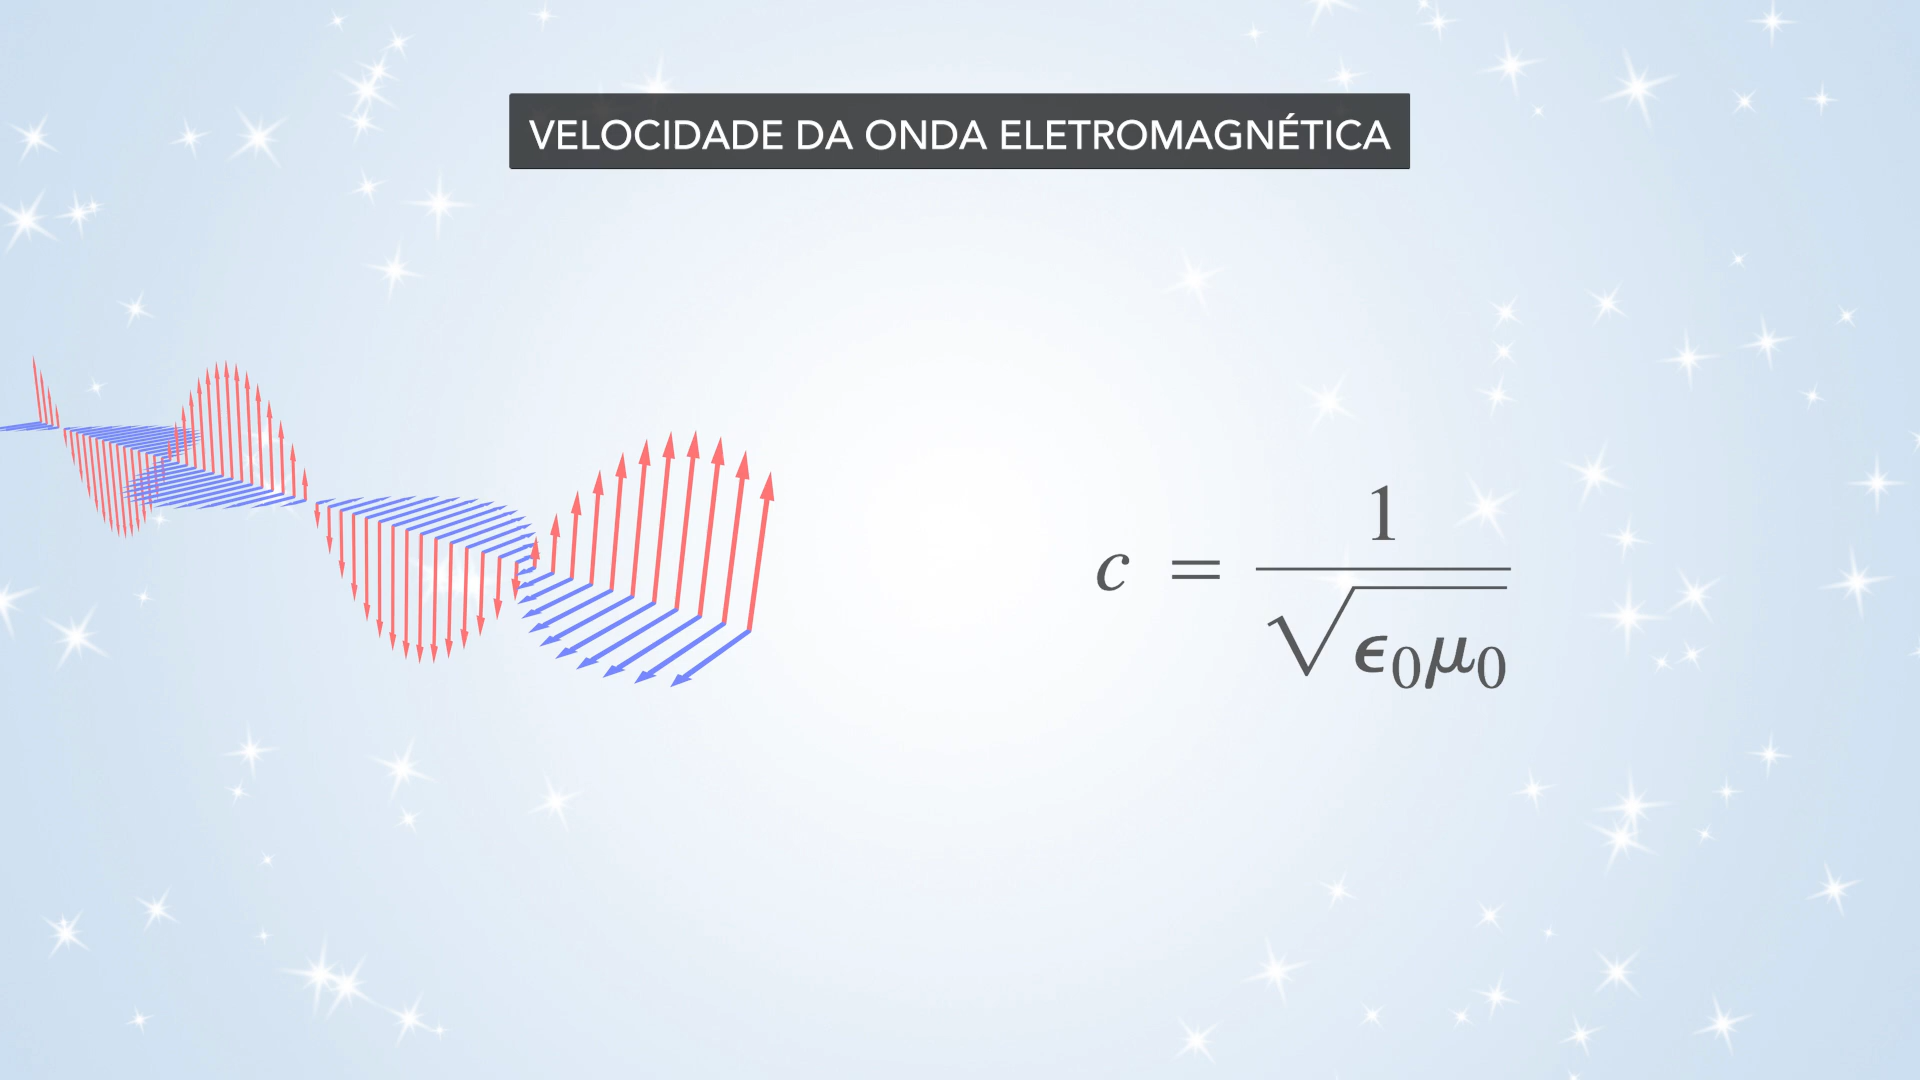 VELOCIDADE DA ONDA ELETROMAGNÉTICA
c = 1 / √ϵ₀μ₀